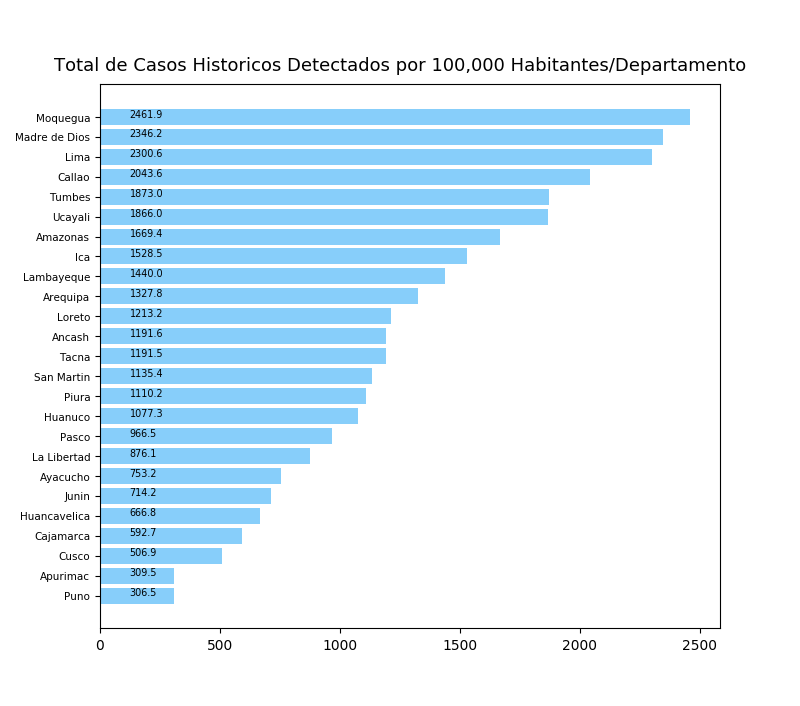 Total de Casos Historicos Detectados por 100,000 Habitantes/Departamento
Moquegua 2461.9
Madre de Dios 2346.2
Lima 2300.6
Callao 2043.6
Tumbes 1873.0
Ucayali 1866.0
Amazonas 1669.4
Ica 1528.5
Lambayeque 1440.0
Arequipa 1327.8
Loreto 1213.2
Ancash 1191.6
Tacna 1191.5
San Martin 1135.4
Piura 1110.2
Huanuco 1077.3
Pasco 966.5
La Libertad 876.1
Ayacucho 753.2
Junin 714.2
Huancavelica 666.8
Cajamarca 592.7
Cusco 506.9
Apurimac 309.5
Puno 306.5
0 500 1000 1500 2000 2500